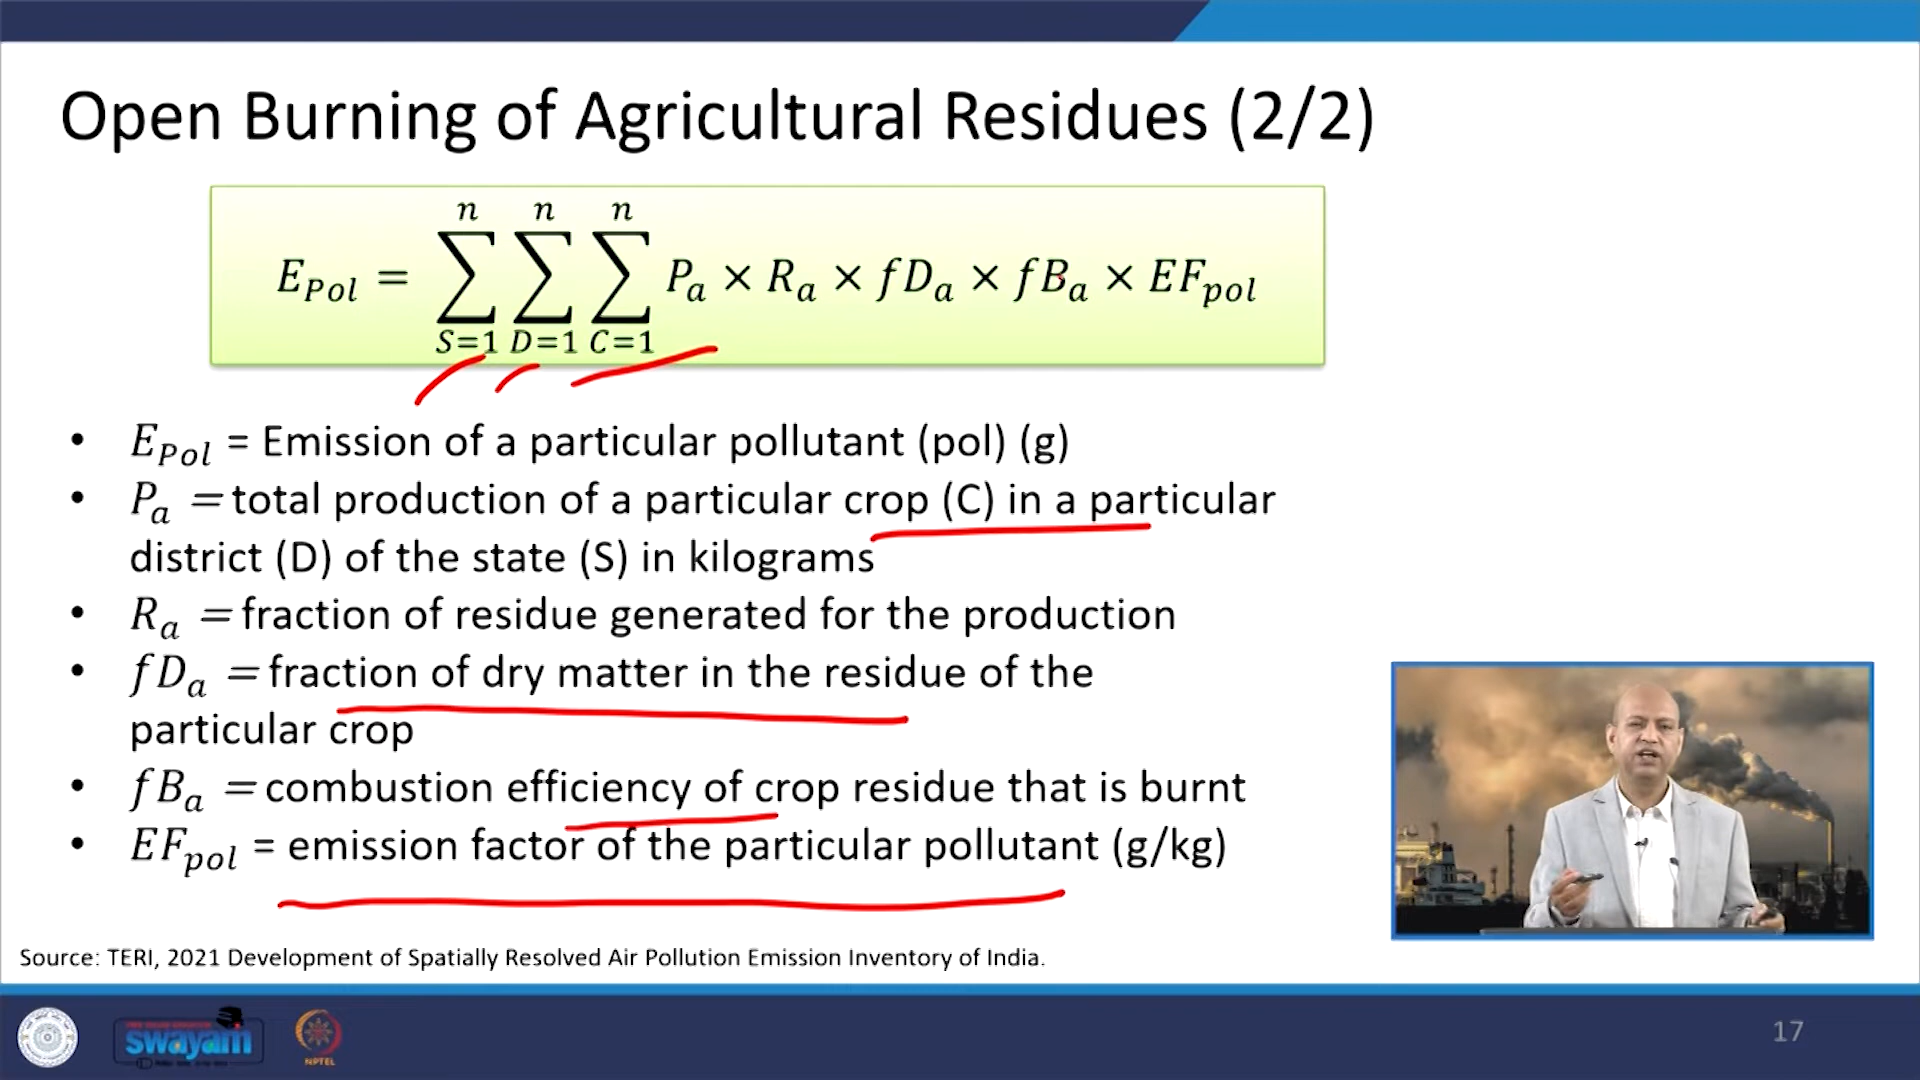 Open Burning of Agricultural Residues (2/2)
n n n
E_Pol = ∑ ∑ ∑ P_a × R_a × fD_a × fB_a × EF_pol
S=1 D=1 C=1
• E_Pol = Emission of a particular pollutant (pol) (g)
• P_a = total production of a particular crop (C) in a particular
district (D) of the state (S) in kilograms
• R_a = fraction of residue generated for the production
• fD_a = fraction of dry matter in the residue of the
particular crop
• fB_a = combustion efficiency of crop residue that is burnt
• EF_pol = emission factor of the particular pollutant (g/kg)
Source: TERI, 2021 Development of Spatially Resolved Air Pollution Emission Inventory of India.
swayam
NPTEL
17